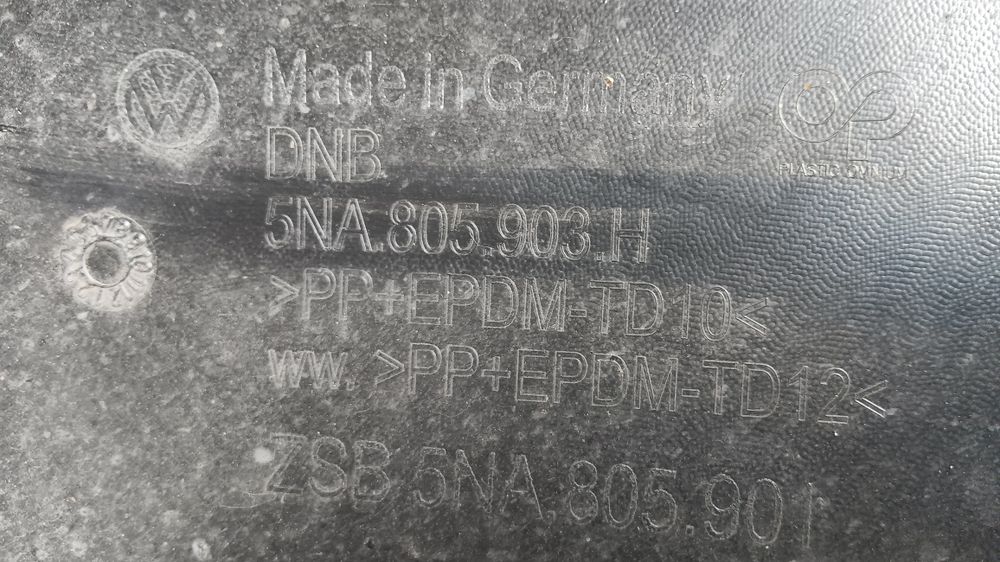 Made in Germany
DNB
5NA.805.903.H
>PP+EPDM-TD10<
ww. >PP+EPDM-TD12<
ZSB 5NA.805.901
PLASTIC OMNIUM